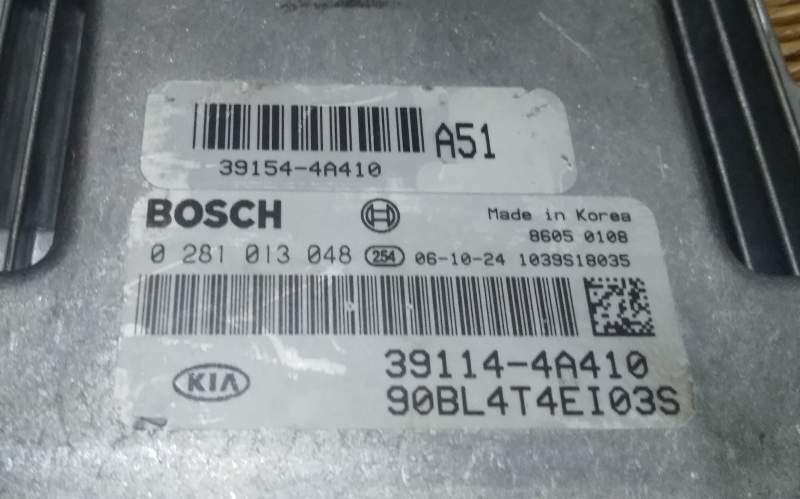 A51
39154-4A410
BOSCH
Made in Korea
8605 0108
0 281 013 048 254 06-10-24 1039S18035
KIA
39114-4A410
90BL4T4EI03S